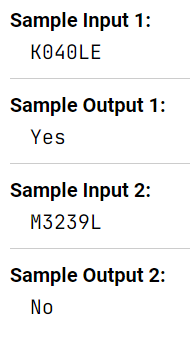 Sample Input 1:
K040LE
Sample Output 1:
Yes
Sample Input 2:
M3239L
Sample Output 2:
No